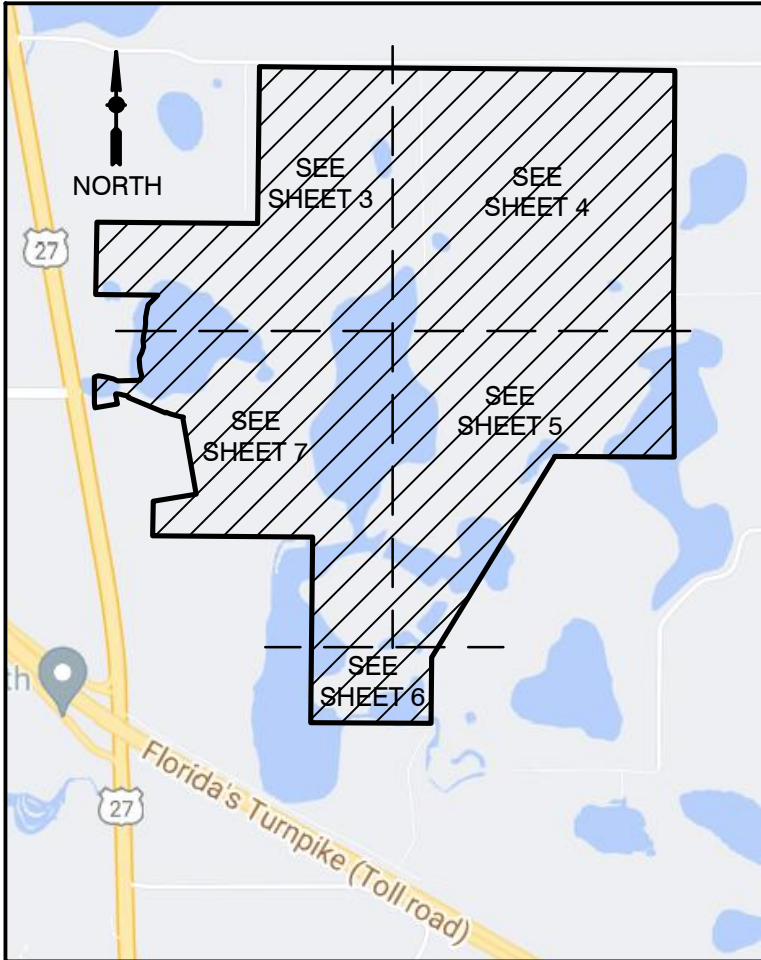 NORTH
SEE
SHEET 3
SEE
SHEET 4
27
SEE
SHEET 7
SEE
SHEET 5
SEE
SHEET 6
th
27
Florida's Turnpike (Toll road)